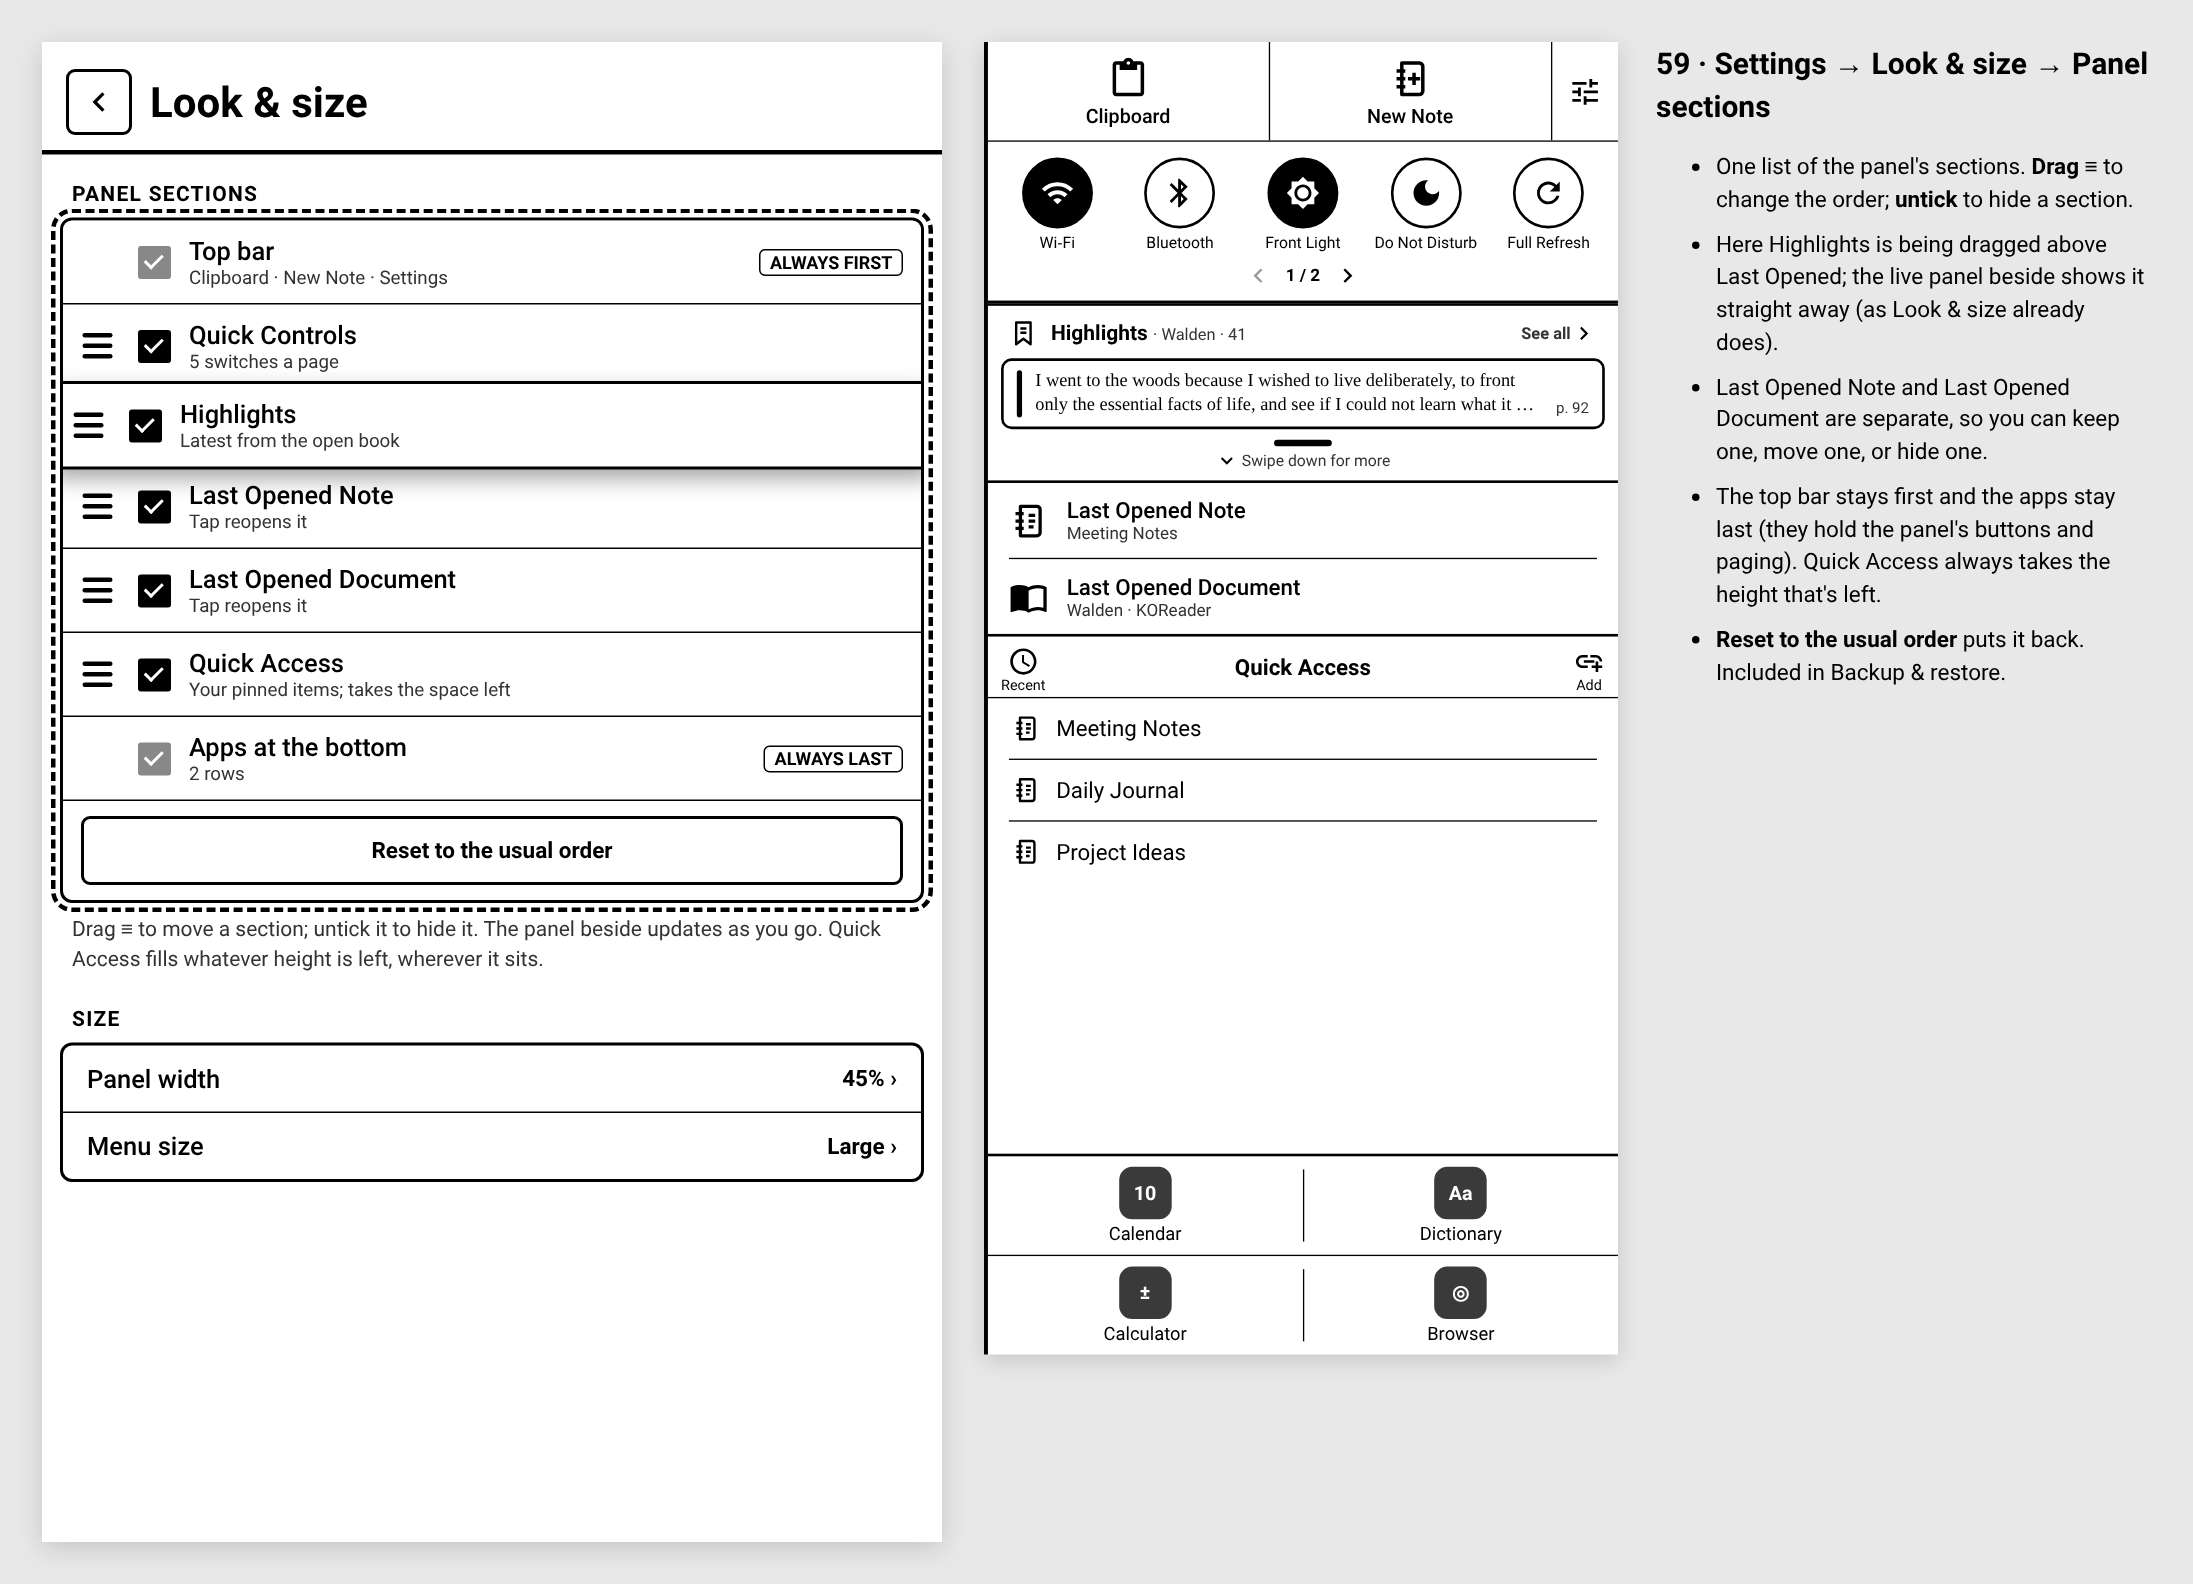 Look & size
PANEL SECTIONS
Top bar
Clipboard · New Note · Settings
ALWAYS FIRST
Quick Controls
5 switches a page
Highlights
Latest from the open book
Last Opened Note
Tap reopens it
Last Opened Document
Tap reopens it
Quick Access
Your pinned items; takes the space left
Apps at the bottom
2 rows
ALWAYS LAST
Reset to the usual order
Drag ≡ to move a section; untick it to hide it. The panel beside updates as you go. Quick
Access fills whatever height is left, wherever it sits.
SIZE
Panel width
45% ›
Menu size
Large ›
Clipboard
New Note
Wi-Fi
Bluetooth
Front Light
Do Not Disturb
Full Refresh
1 / 2
Highlights · Walden · 41
See all
I went to the woods because I wished to live deliberately, to front
only the essential facts of life, and see if I could not learn what it …
p. 92
Swipe down for more
Last Opened Note
Meeting Notes
Last Opened Document
Walden · KOReader
Recent
Quick Access
Add
Meeting Notes
Daily Journal
Project Ideas
10
Calendar
Aa
Dictionary
±
Calculator
◎
Browser
59 · Settings → Look & size → Panel
sections
• One list of the panel's sections. Drag ≡ to
change the order; untick to hide a section.
• Here Highlights is being dragged above
Last Opened; the live panel beside shows it
straight away (as Look & size already
does).
• Last Opened Note and Last Opened
Document are separate, so you can keep
one, move one, or hide one.
• The top bar stays first and the apps stay
last (they hold the panel's buttons and
paging). Quick Access always takes the
height that's left.
• Reset to the usual order puts it back.
Included in Backup & restore.